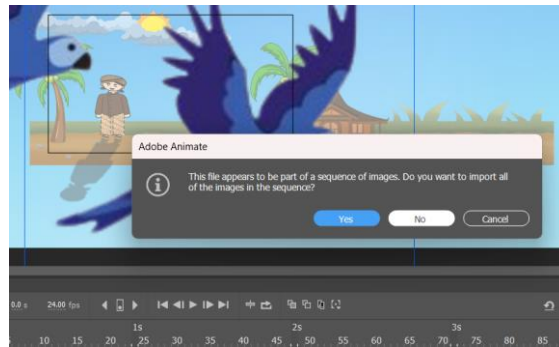 Adobe Animate
This file appears to be part of a sequence of images. Do you want to import all
of the images in the sequence?
Yes No Cancel
0.0 s 24.00 fps
1s 2s 3s
10 15 20 25 30 35 40 45 50 55 60 65 70 75 80 85